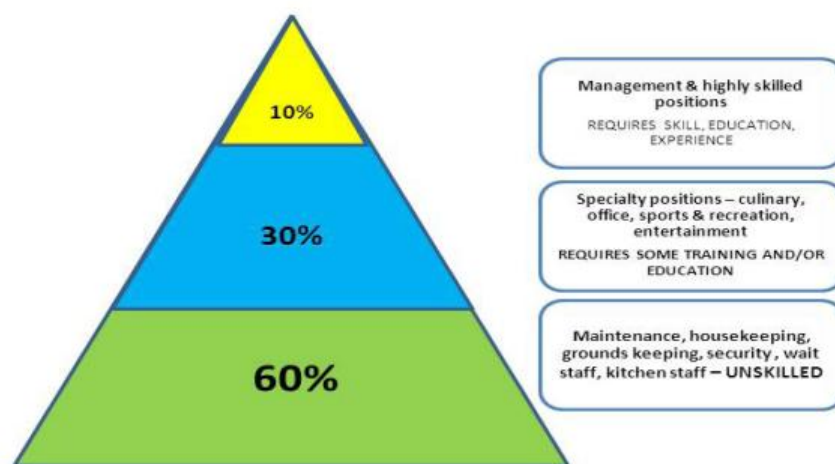 10%
Management & highly skilled
positions
REQUIRES SKILL, EDUCATION,
EXPERIENCE
30%
Specialty positions – culinary,
office, sports & recreation,
entertainment
REQUIRES SOME TRAINING AND/OR
EDUCATION
60%
Maintenance, housekeeping,
grounds keeping, security , wait
staff, kitchen staff – UNSKILLED